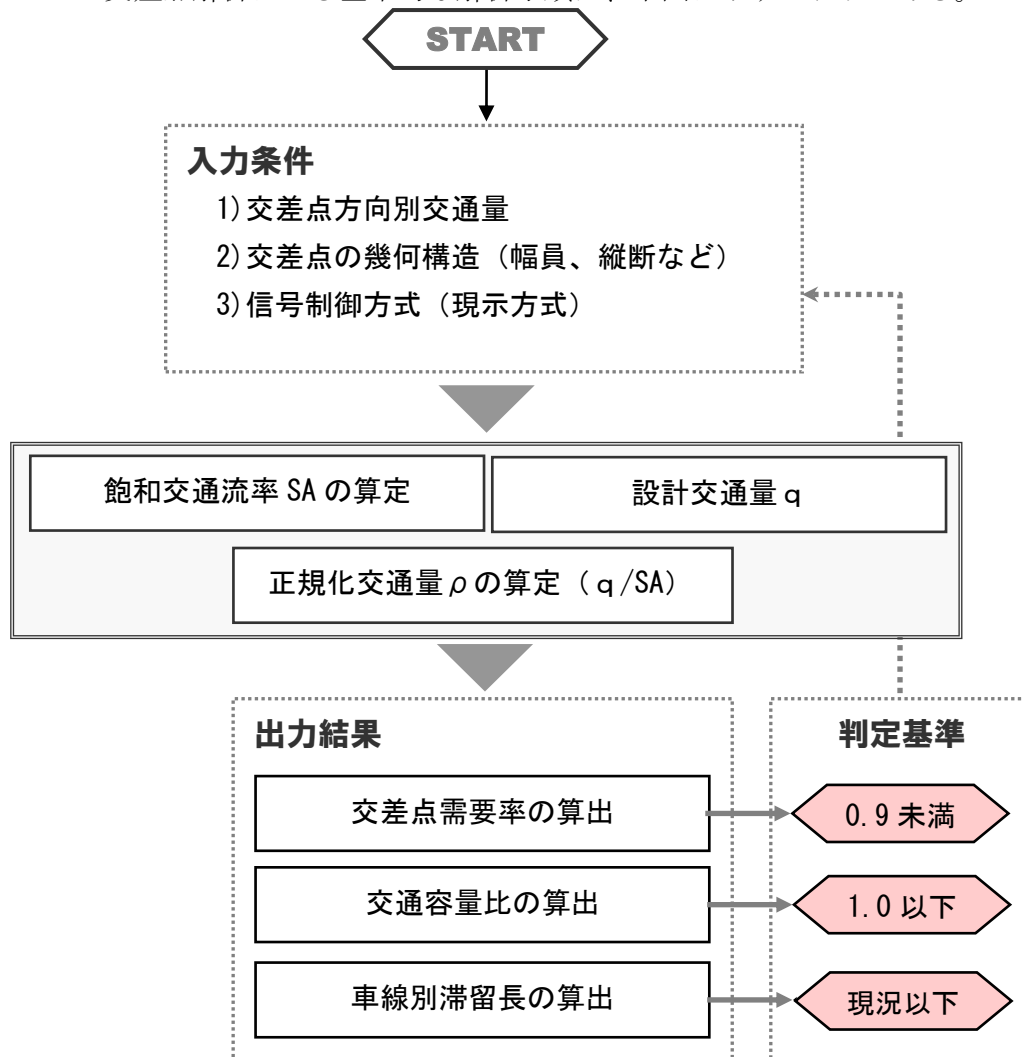 START
入力条件
1)交差点方向別交通量
2)交差点の幾何構造（幅員、縦断など）
3)信号制御方式（現示方式）
飽和交通流率 SA の算定
設計交通量ｑ
正規化交通量ρの算定（ｑ/SA）
出力結果
判定基準
交差点需要率の算出
0.9 未満
交通容量比の算出
1.0 以下
車線別滞留長の算出
現況以下